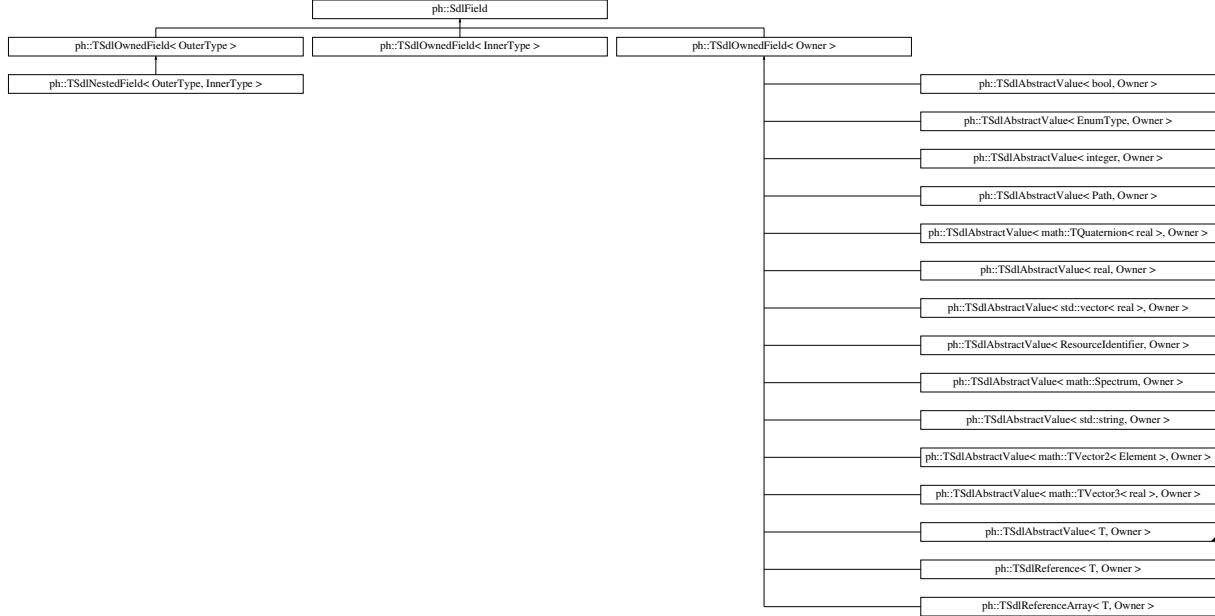 ph::SdlField
ph::TSdlOwnedField< OuterType >
ph::TSdlOwnedField< InnerType >
ph::TSdlOwnedField< Owner >
ph::TSdlNestedField< OuterType, InnerType >
ph::TSdlAbstractValue< bool, Owner >
ph::TSdlAbstractValue< EnumType, Owner >
ph::TSdlAbstractValue< integer, Owner >
ph::TSdlAbstractValue< Path, Owner >
ph::TSdlAbstractValue< math::TQuaternion< real >, Owner >
ph::TSdlAbstractValue< real, Owner >
ph::TSdlAbstractValue< std::vector< real >, Owner >
ph::TSdlAbstractValue< ResourceIdentifier, Owner >
ph::TSdlAbstractValue< math::Spectrum, Owner >
ph::TSdlAbstractValue< std::string, Owner >
ph::TSdlAbstractValue< math::TVector2< Element >, Owner >
ph::TSdlAbstractValue< math::TVector3< real >, Owner >
ph::TSdlAbstractValue< T, Owner >
ph::TSdlReference< T, Owner >
ph::TSdlReferenceArray< T, Owner >